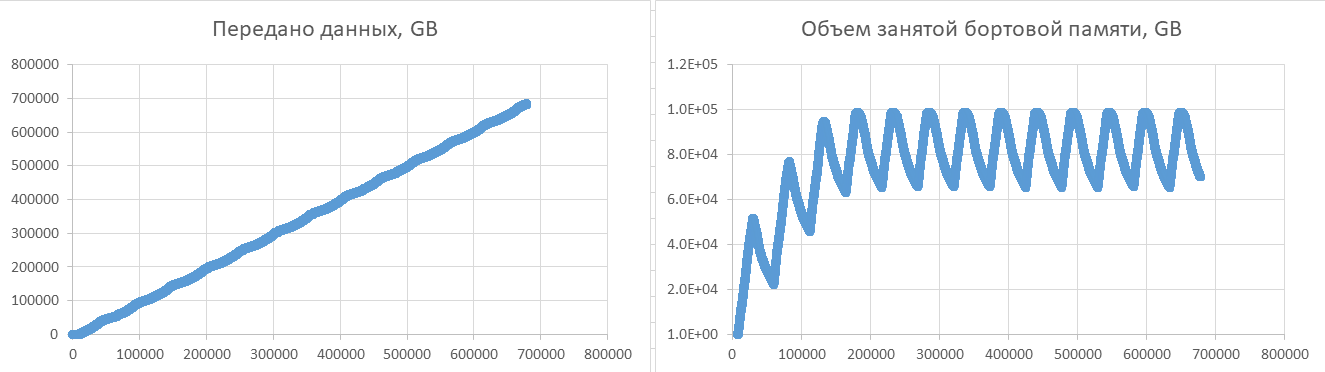 Передано данных, GB
800000
700000
600000
500000
400000
300000
200000
100000
0
0 100000 200000 300000 400000 500000 600000 700000 800000
Объем занятой бортовой памяти, GB
1.2E+05
1.0E+05
8.0E+04
6.0E+04
4.0E+04
2.0E+04
1.0E+00
0 100000 200000 300000 400000 500000 600000 700000 800000